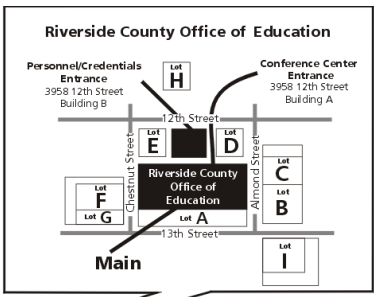 Riverside County Office of Education
Personnel/Credentials
Entrance
3958 12th Street
Building B
Lot
H
Conference Center
Entrance
3958 12th Street
Building A
12th Street
Lot
E
Lot
D
Chestnut Street
Almond Street
Riverside County
Office of
Education
Lot
C
Lot
B
Lot
F
Lot G
Lot A
13th Street
Main
Lot
I